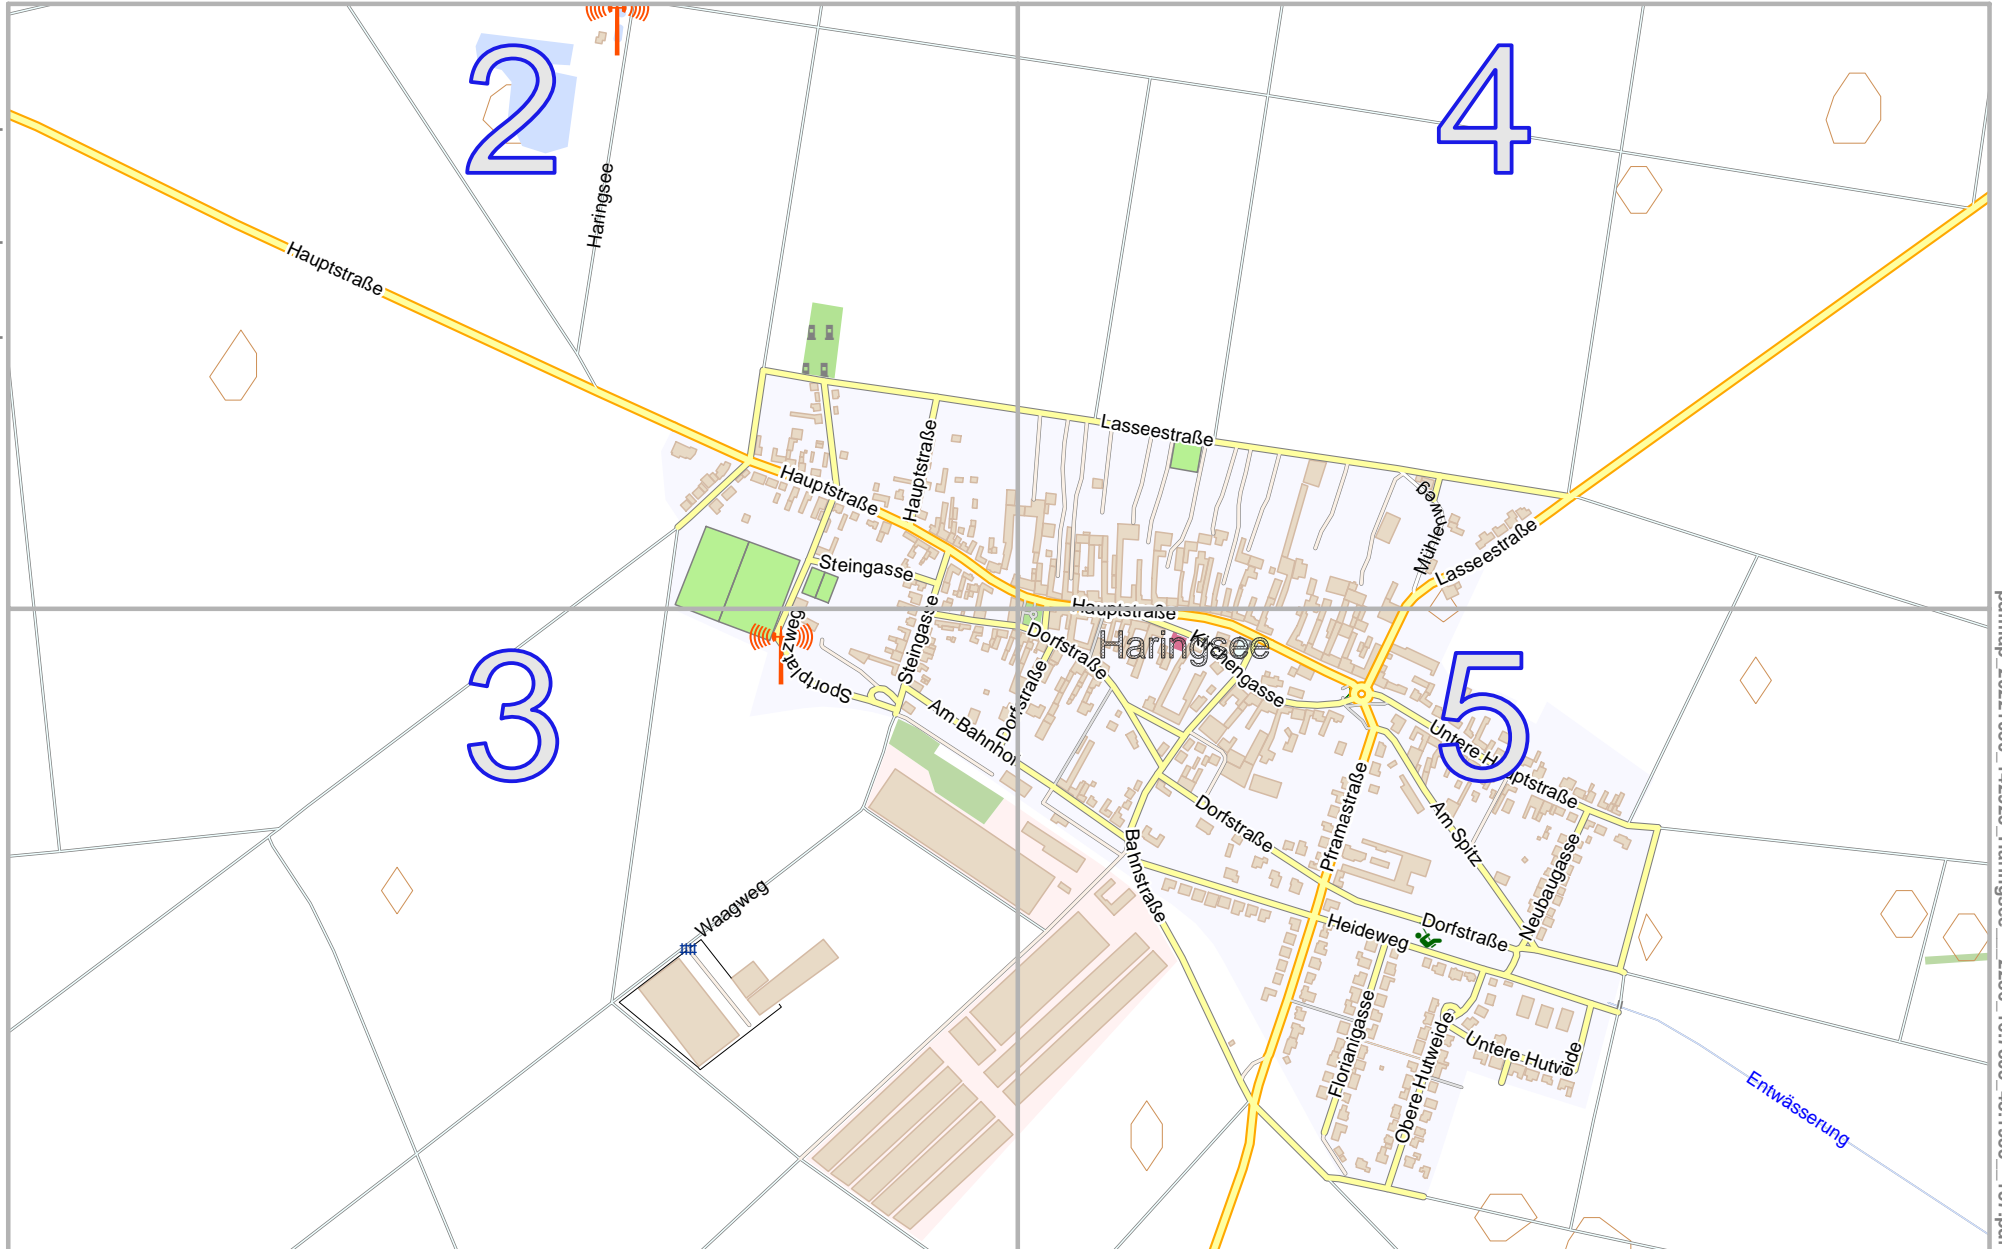 2
4
Haringsee
Hauptstraße
Lasseestraße
Hauptstraße
Hauptstraße
Mühlenweg
Lasseestraße
Steingasse
Hauptstraße
Sportplatzweg
Steingasse
Dorfstraße
Haringsee
Kirchengasse
3
5
Am Bahnhof
Dorfstraße
Untere Hauptstraße
Pframastraße
Dorfstraße
Am Spitz
Bahnstraße
Neubaugasse
Waagweg
Heideweg
Dorfstraße
Florianigasse
Obere Hutweide
Untere Hutweide
Entwässerung